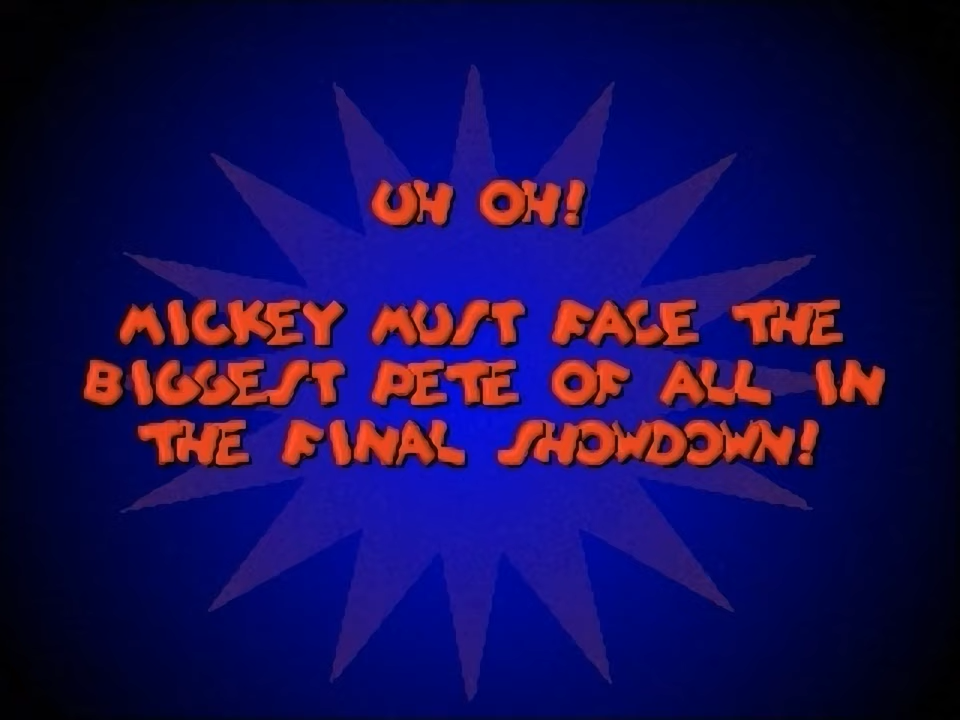 UH OH!
MICKEY MUST FACE THE
BIGGEST PETE OF ALL IN
THE FINAL SHOWDOWN!